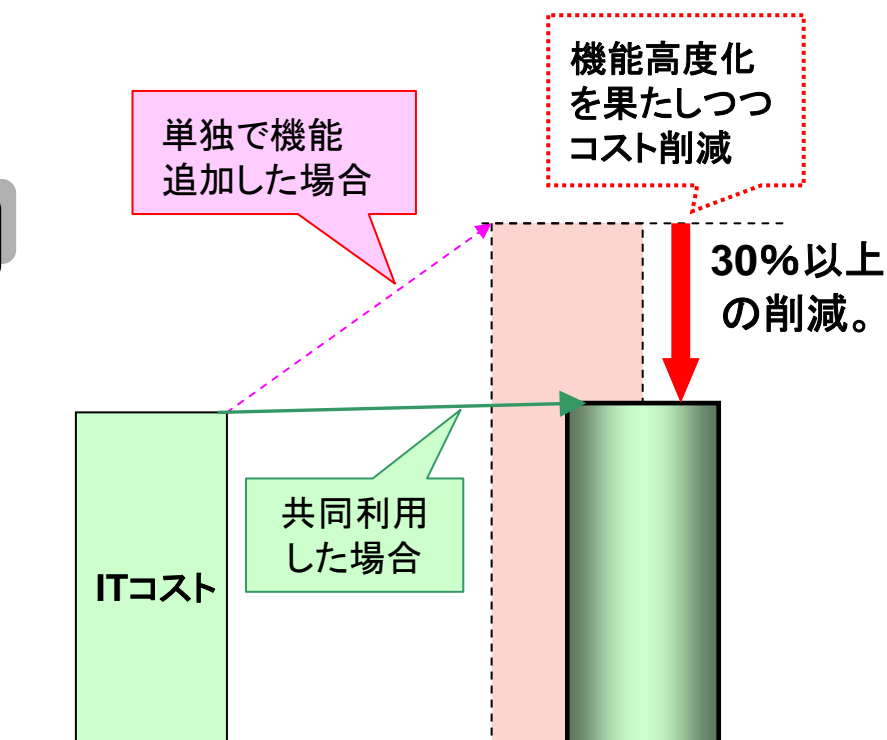 機能高度化
を果たしつつ
コスト削減
単独で機能
追加した場合
30%以上
の削減。
共同利用
した場合
ITコスト